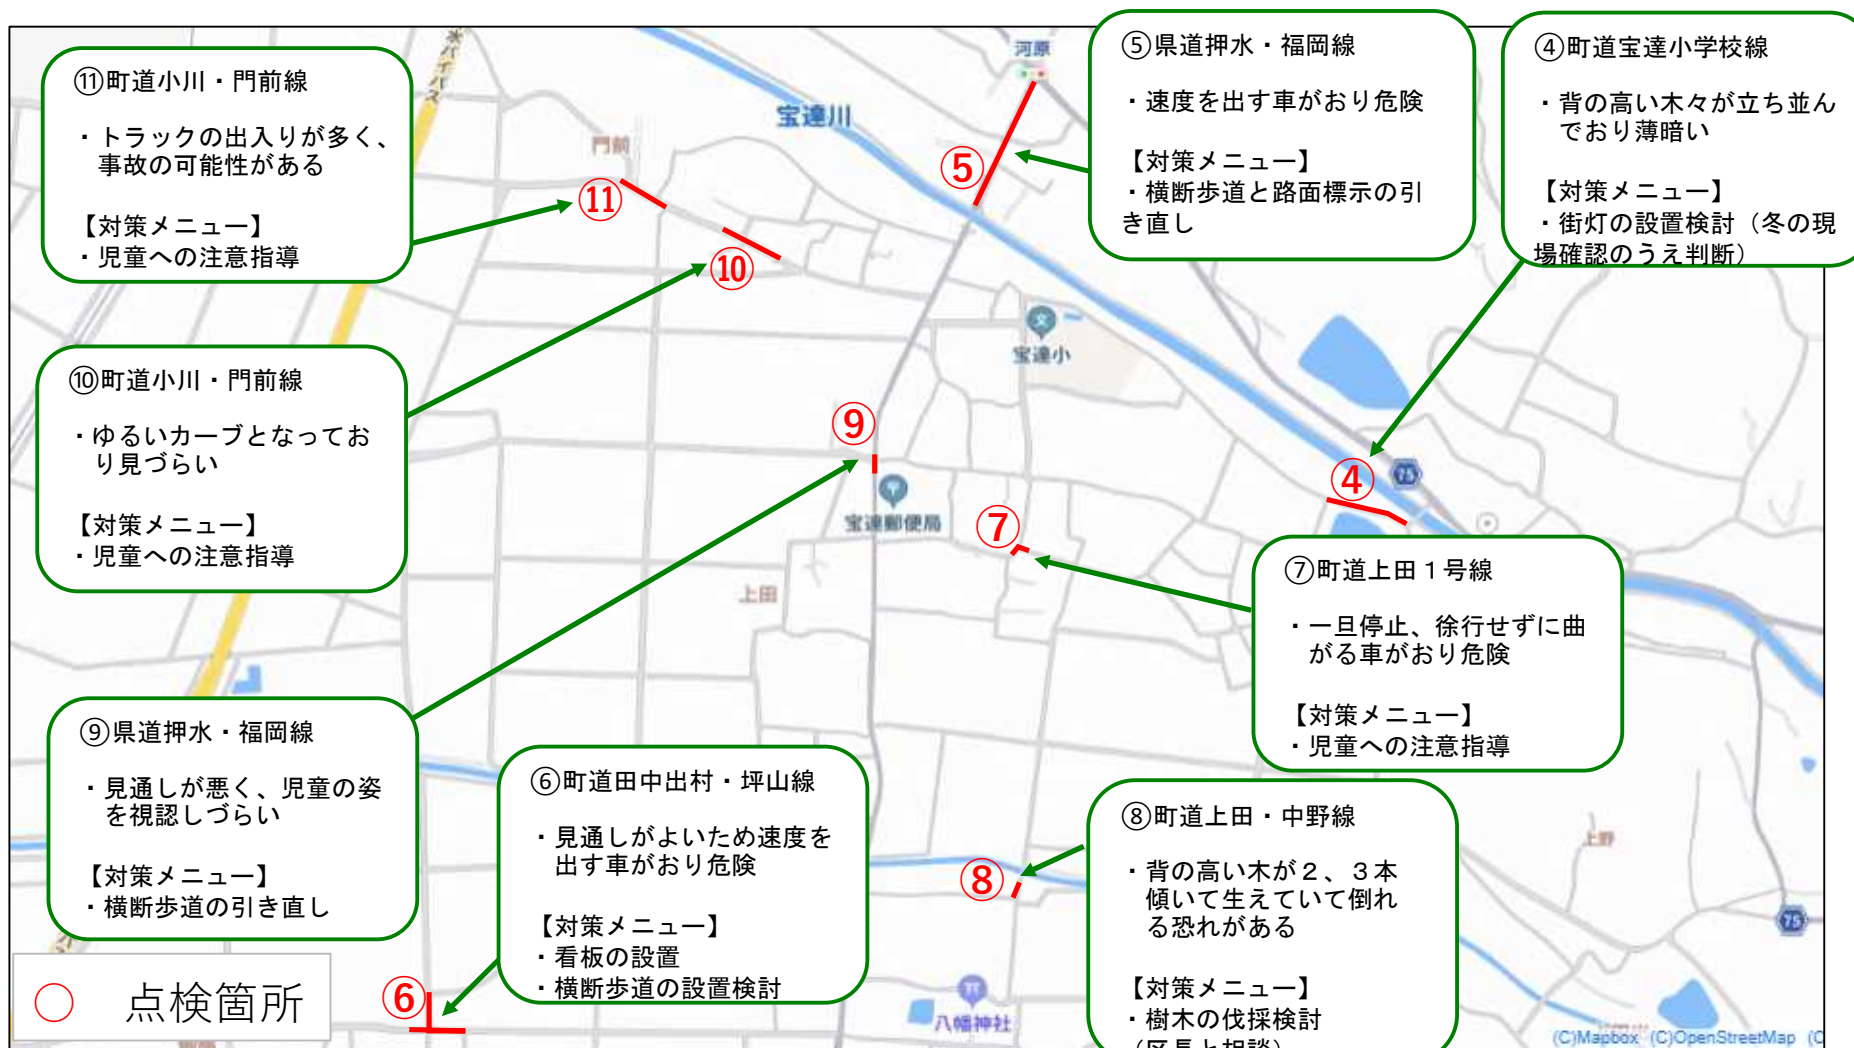 ⑪町道小川・門前線
・トラックの出入りが多く、
事故の可能性がある
【対策メニュー】
・児童への注意指導
⑤県道押水・福岡線
・速度を出す車がおり危険
【対策メニュー】
・横断歩道と路面標示の引
き直し
④町道宝達小学校線
・背の高い木々が立ち並ん
でおり薄暗い
【対策メニュー】
・街灯の設置検討（冬の現
場確認のうえ判断）
⑩町道小川・門前線
・ゆるいカーブとなってお
り見づらい
【対策メニュー】
・児童への注意指導
⑦町道上田１号線
・一旦停止、徐行せずに曲
がる車がおり危険
【対策メニュー】
・児童への注意指導
⑨県道押水・福岡線
・見通しが悪く、児童の姿
を視認しづらい
【対策メニュー】
・横断歩道の引き直し
⑥町道田中出村・坪山線
・見通しがよいため速度を
出す車がおり危険
【対策メニュー】
・看板の設置
・横断歩道の設置検討
⑧町道上田・中野線
・背の高い木が２、３本
傾いて生えていて倒れ
る恐れがある
【対策メニュー】
・樹木の伐採検討
（区長と相談）
河原
宝達川
門前
⑤
⑪
⑩
文
宝達小
⑨
④
75
宝達郵便局
⑦
上田
上野
⑧
75
⑥
八幡神社
バイパス
○ 点検箇所
(C)Mapbox (C)OpenStreetMap (C